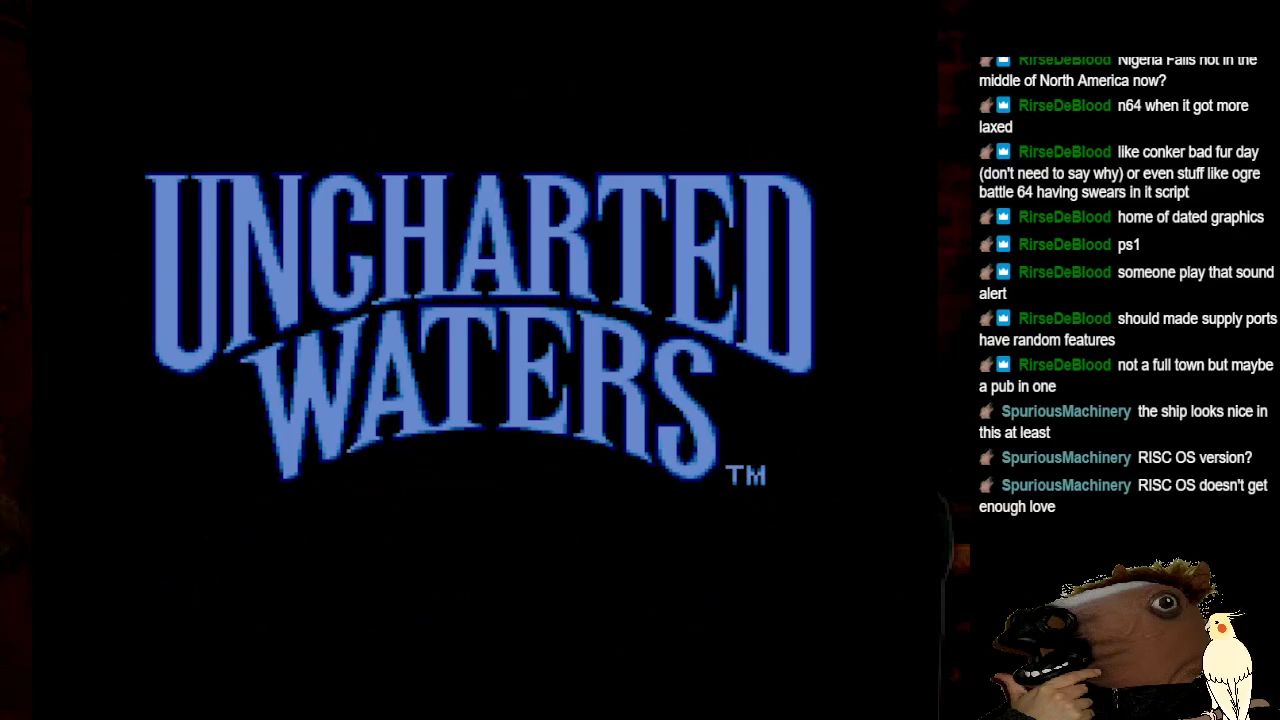 UNCHARTED
WATERS
TM
RirseDeBlood Nigeria Falls not in the
middle of North America now?
RirseDeBlood n64 when it got more
laxed
RirseDeBlood like conker bad fur day
(don't need to say why) or even stuff like ogre
battle 64 having swears in it script
RirseDeBlood home of dated graphics
RirseDeBlood ps1
RirseDeBlood someone play that sound
alert
RirseDeBlood should made supply ports
have random features
RirseDeBlood not a full town but maybe
a pub in one
SpuriousMachinery the ship looks nice in
this at least
SpuriousMachinery RISC OS version?
SpuriousMachinery RISC OS doesn't get
enough love